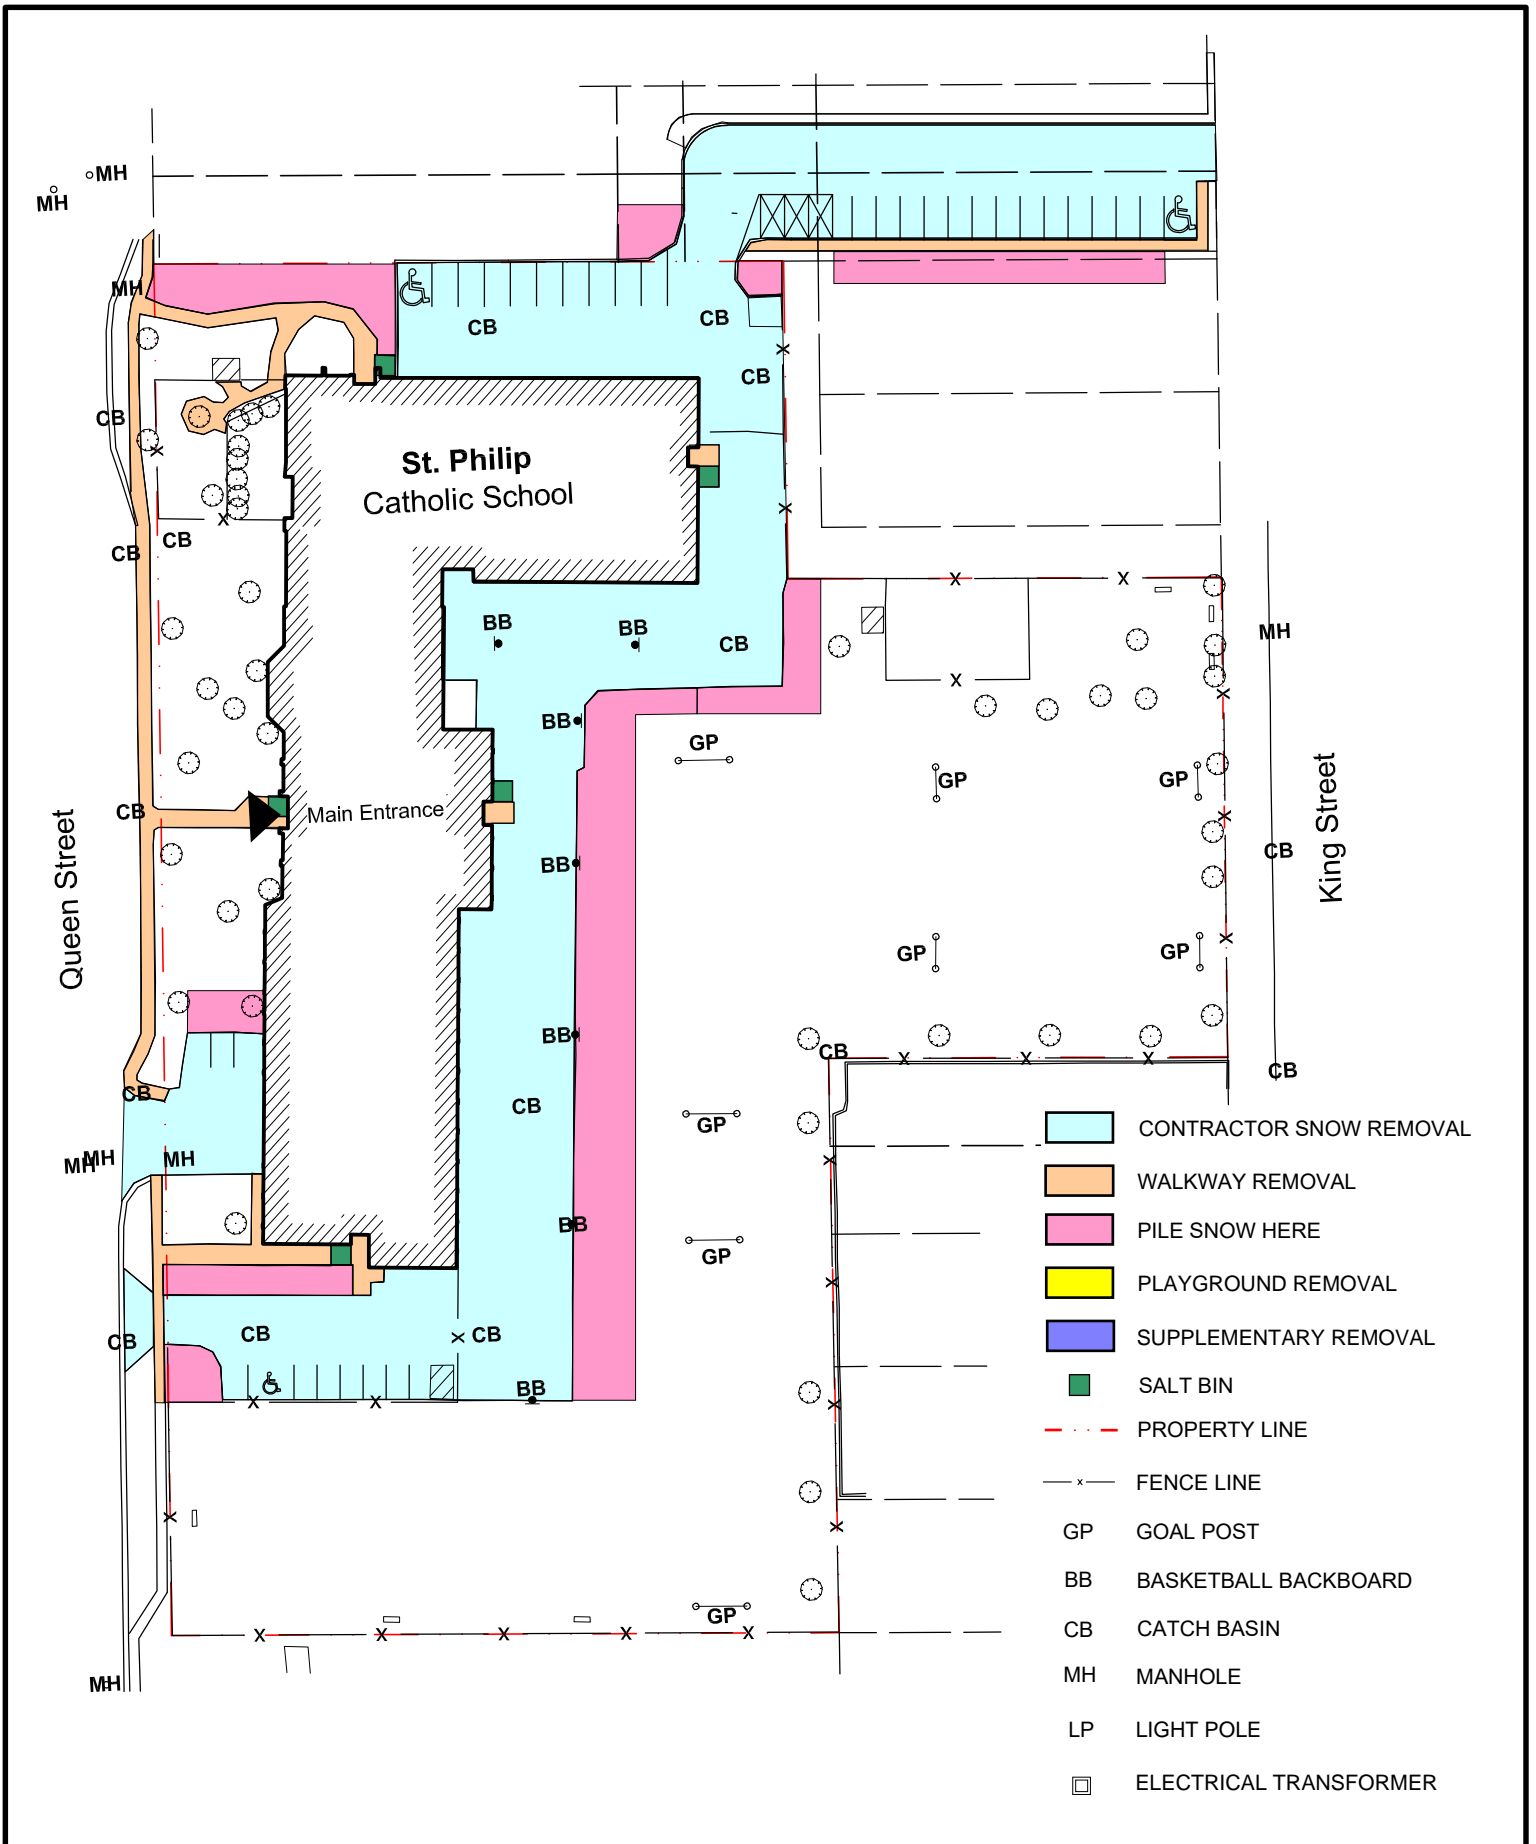 MH
MH
MH
CB
CB
CB
CB
St. Philip
Catholic School
CB
CB
CB
BB
BB
CB
MH
BB
GP
GP
GP
CB
Main Entrance
Queen Street
King Street
BB
CB
GP
GP
BB
CB
CB
CB
CB
GP
MH
MH
MH
BB
GP
CB
CB
CB
BB
GP
MH
CONTRACTOR SNOW REMOVAL
WALKWAY REMOVAL
PILE SNOW HERE
PLAYGROUND REMOVAL
SUPPLEMENTARY REMOVAL
SALT BIN
PROPERTY LINE
x FENCE LINE
GP GOAL POST
BB BASKETBALL BACKBOARD
CB CATCH BASIN
MH MANHOLE
LP LIGHT POLE
ELECTRICAL TRANSFORMER